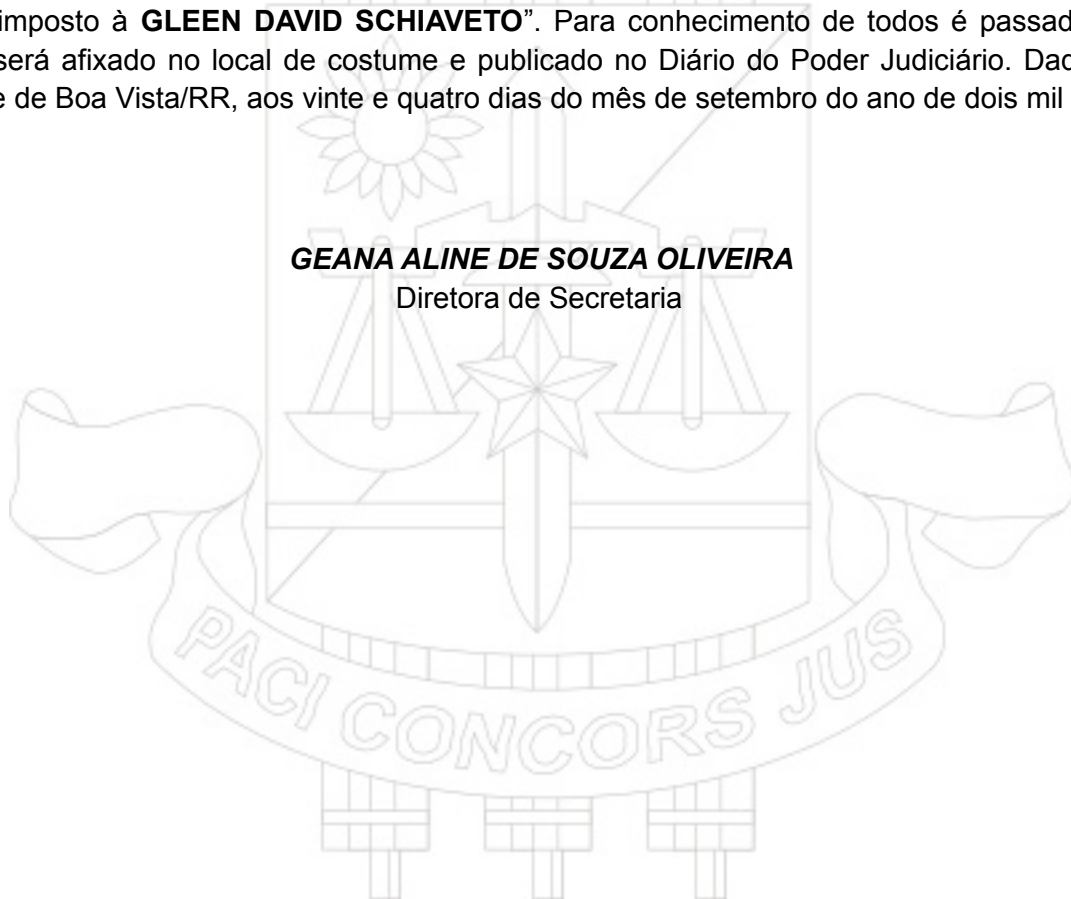 imposto à GLEEN DAVID SCHIAVETO”. Para conhecimento de todos é passad
será afixado no local de costume e publicado no Diário do Poder Judiciário. Dad
e de Boa Vista/RR, aos vinte e quatro dias do mês de setembro do ano de dois mil
GEANA ALINE DE SOUZA OLIVEIRA
Diretora de Secretaria
PACI CONCORS JUS